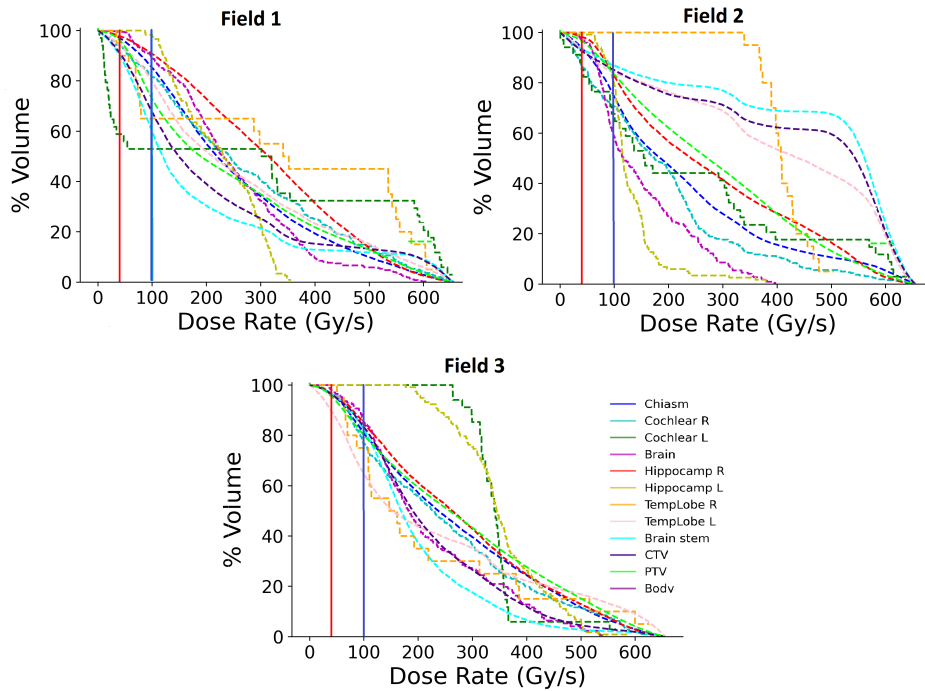 Field 1
100
80
60
40
20
0
% Volume
0 100 200 300 400 500 600
Dose Rate (Gy/s)
Field 2
100
80
60
40
20
0
% Volume
0 100 200 300 400 500 600
Dose Rate (Gy/s)
Field 3
100
80
60
40
20
0
% Volume
0 100 200 300 400 500 600
Dose Rate (Gy/s)
Chiasm
Cochlear R
Cochlear L
Brain
Hippocamp R
Hippocamp L
TempLobe R
TempLobe L
Brain stem
CTV
PTV
Body